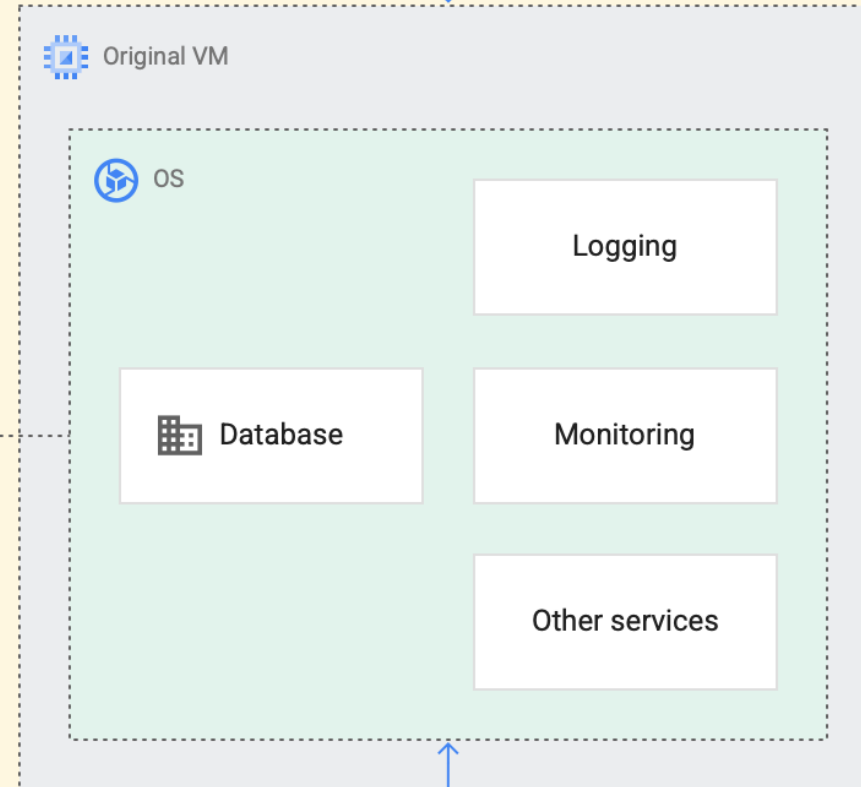 Original VM
OS
Logging
Database
Monitoring
Other services